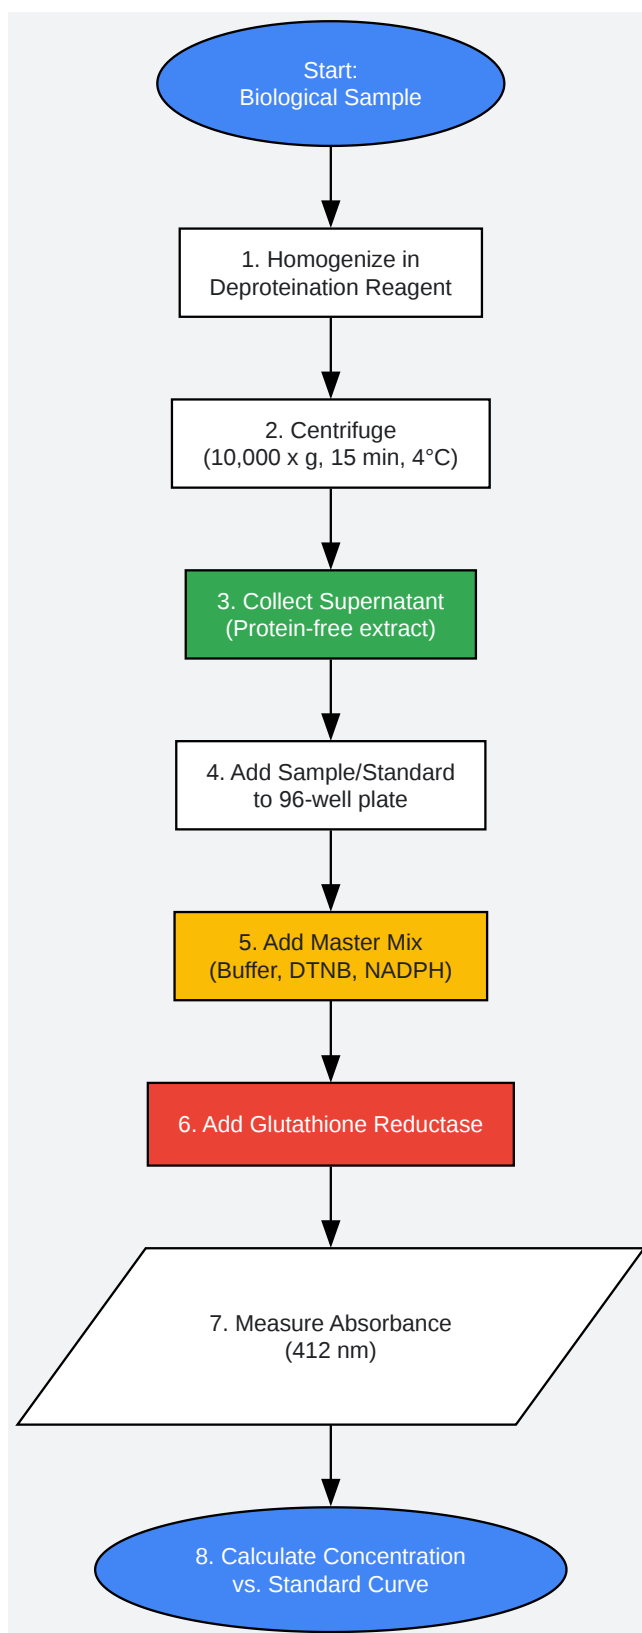 Start:
Biological Sample
1. Homogenize in
Deproteination Reagent
2. Centrifuge
(10,000 x g, 15 min, 4°C)
3. Collect Supernatant
(Protein-free extract)
4. Add Sample/Standard
to 96-well plate
5. Add Master Mix
(Buffer, DTNB, NADPH)
6. Add Glutathione Reductase
7. Measure Absorbance
(412 nm)
8. Calculate Concentration
vs. Standard Curve